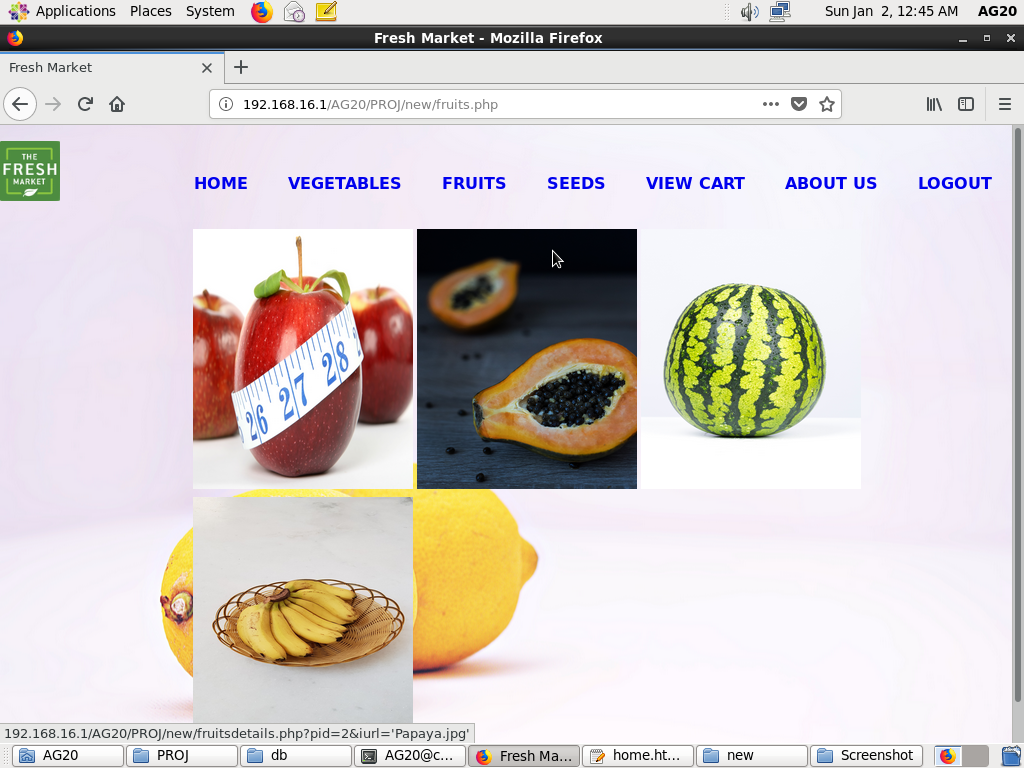 Applications Places System Sun Jan 2, 12:45 AM AG20
Fresh Market - Mozilla Firefox
Fresh Market
192.168.16.1/AG20/PROJ/new/fruits.php
THE
FRESH
MARKET
HOME VEGETABLES FRUITS SEEDS VIEW CART ABOUT US LOGOUT
26 27 28
192.168.16.1/AG20/PROJ/new/fruitsdetails.php?pid=2&iurl='Papaya.jpg'
AG20 PROJ db AG20@c... Fresh Ma... home.ht... new Screenshot